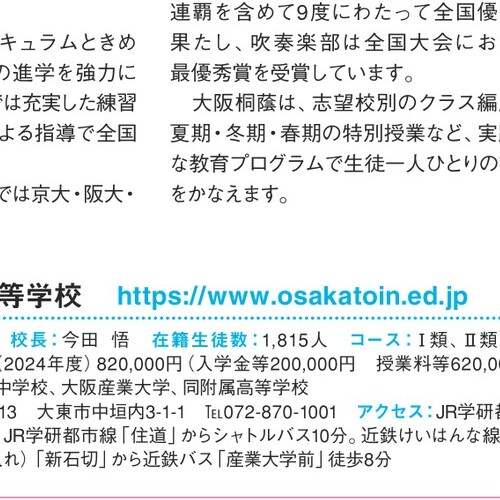 連覇を含めて9度にわたって全国優
キュラムときめ
果たし、吹奏楽部は全国大会にお
の進学を強力に
最優秀賞を受賞しています。
では充実した練習
大阪桐蔭は、志望校別のクラス編
よる指導で全国
夏期・冬期・春期の特別授業など、実
な教育プログラムで生徒一人ひとりの
では京大・阪大・
をかなえます。
等学校 https://www.osakatoin.ed.jp
校長:今田 悟 在籍生徒数:1,815人 コース:Ⅰ類、Ⅱ類
(2024年度)820,000円(入学金等200,000円 授業料等620,00
中学校、大阪産業大学、同附属高等学校
13 大東市中垣内3-1-1 ℡072-870-1001 アクセス:JR学研
JR学研都市線「住道」からシャトルバス10分。近鉄けいはんな線
れ)「新石切」から近鉄バス「産業大学前」徒歩8分